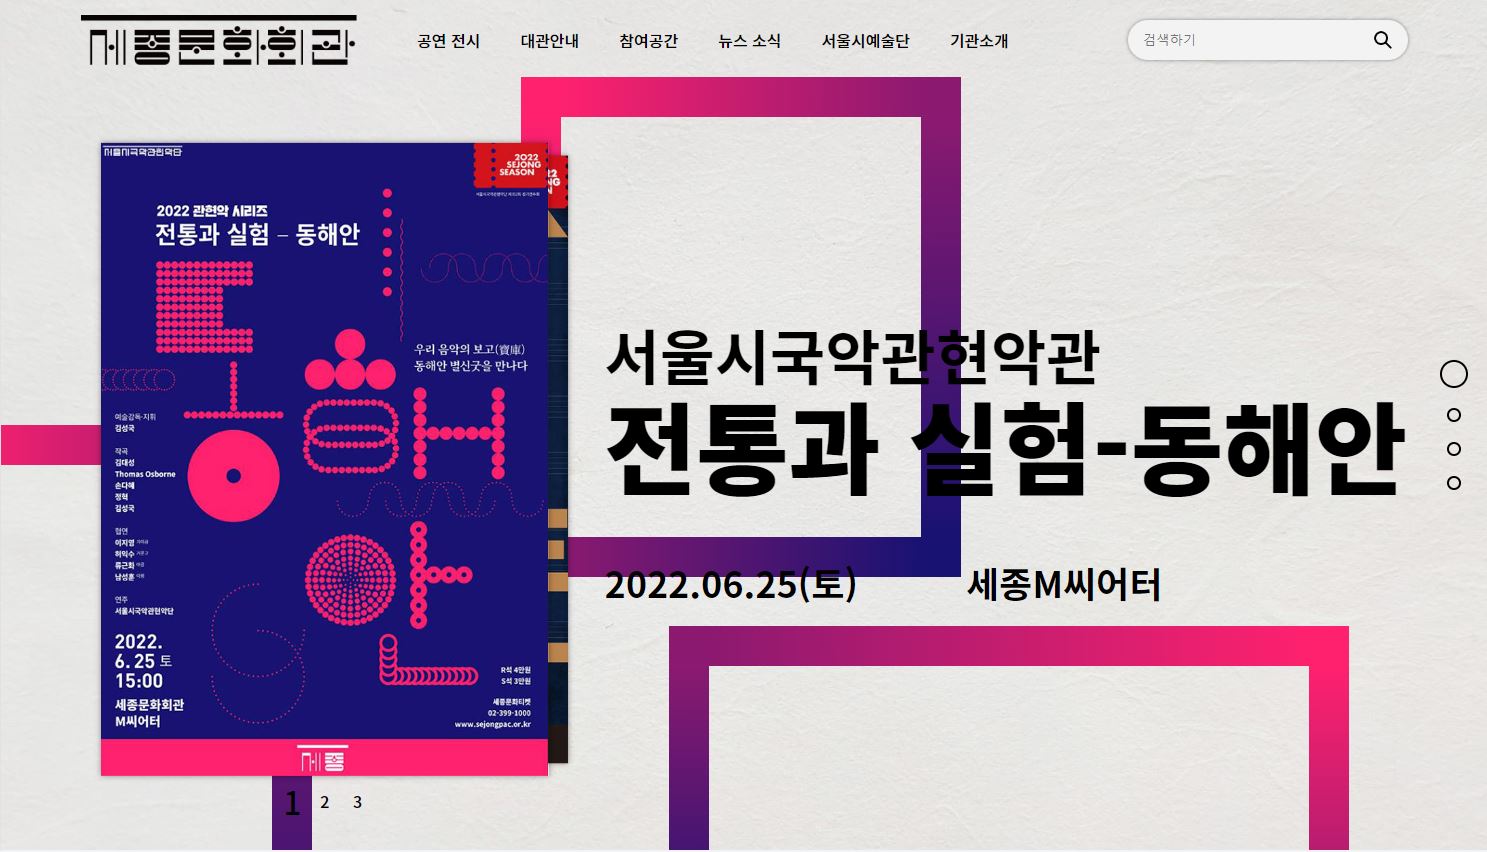 세종문화회관
공연 전시
대관안내
참여공간
뉴스 소식
서울시예술단
기관소개
검색하기
서울시국악관현악단
2022
SEJONG
SEASON
2022 관현악 시리즈
전통과 실험 – 동해안
우리 음악의 보고(寶庫)
동해안 별신굿을 만나다
동해안
예술감독·지휘
김성국
작곡
김대성
Thomas Osborne
손다혜
정혁
김성국
협연
이지영
허익수
류근화
남성훈
연주
서울시국악관현악단
2022.
6. 25 토
15:00
세종문화회관
M씨어터
R석 4만원
S석 3만원
세종문화티켓
02-399-1000
www.sejongpac.or.kr
세종
서울시국악관현악관
전통과 실험-동해안
2022.06.25(토)
세종M씨어터
1
2
3